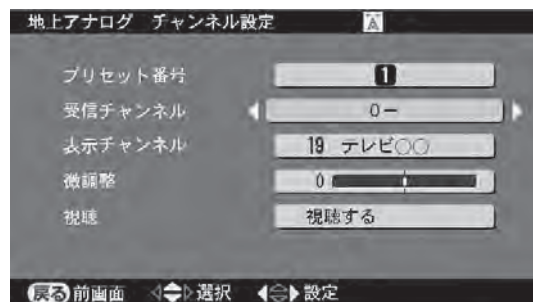 地上アナログ チャンネル設定 A
プリセット番号 1
受信チャンネル 0−
表示チャンネル 19 テレビ○○
微調整 0
視聴 視聴する
戻る 前画面 選択 設定